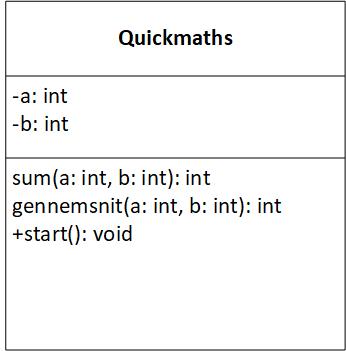 Quickmaths
-a: int
-b: int
sum(a: int, b: int): int
gennemsnit(a: int, b: int): int
+start(): void